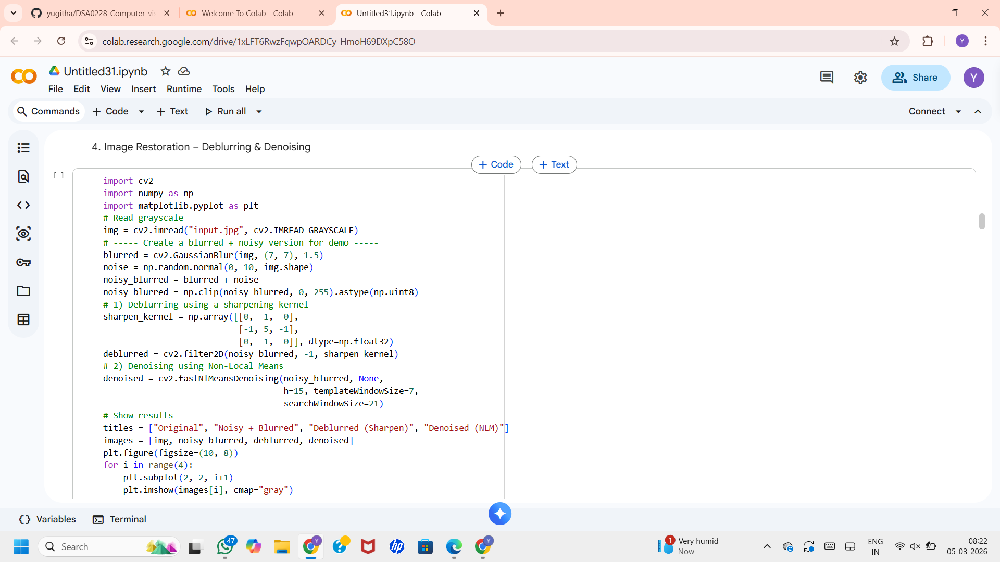 yugitha/DSA0228-Computer-vis
Welcome To Colab - Colab
Untitled31.ipynb - Colab
colab.research.google.com/drive/1xLFT6RwzFqwpOARDCy_HmoH69DXpC58O
Y
Untitled31.ipynb
File Edit View Insert Runtime Tools Help
Share
Y
Commands + Code + Text Run all
Connect
4. Image Restoration – Deblurring & Denoising
+ Code + Text
[ ]
import cv2
import numpy as np
import matplotlib.pyplot as plt
# Read grayscale
img = cv2.imread("input.jpg", cv2.IMREAD_GRAYSCALE)
# ----- Create a blurred + noisy version for demo -----
blurred = cv2.GaussianBlur(img, (7, 7), 1.5)
noise = np.random.normal(0, 10, img.shape)
noisy_blurred = blurred + noise
noisy_blurred = np.clip(noisy_blurred, 0, 255).astype(np.uint8)
# 1) Deblurring using a sharpening kernel
sharpen_kernel = np.array([[0, -1,  0],
[-1, 5, -1],
[0, -1,  0]], dtype=np.float32)
deblurred = cv2.filter2D(noisy_blurred, -1, sharpen_kernel)
# 2) Denoising using Non-Local Means
denoised = cv2.fastNlMeansDenoising(noisy_blurred, None,
h=15, templateWindowSize=7,
searchWindowSize=21)
# Show results
titles = ["Original", "Noisy + Blurred", "Deblurred (Sharpen)", "Denoised (NLM)"]
images = [img, noisy_blurred, deblurred, denoised]
plt.figure(figsize=(10, 8))
for i in range(4):
plt.subplot(2, 2, i+1)
plt.imshow(images[i], cmap="gray")
Variables
Terminal
Search
47
Y
hp
Y
1
Very humid
Now
ENG
IN
08:22
05-03-2026